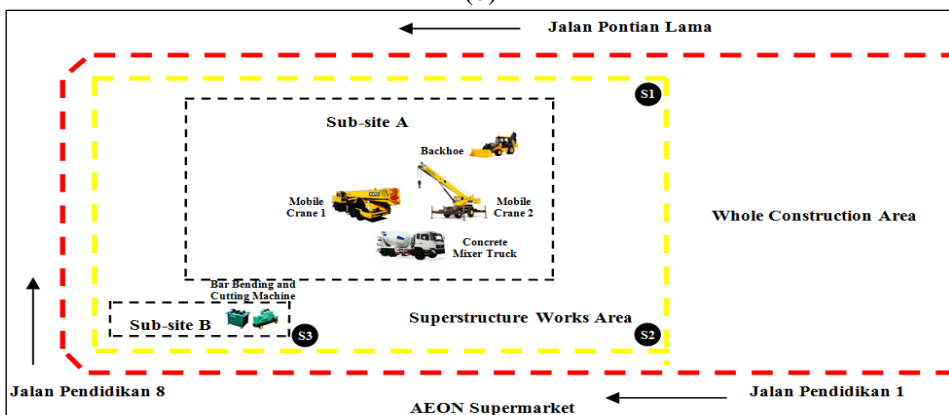 Jalan Pontian Lama
S1
Sub-site A
Backhoe
Mobile
Crane 1
Mobile
Crane 2
Whole Construction Area
Concrete
Mixer Truck
Bar Bending and
Cutting Machine
Sub-site B
S3
Superstructure Works Area
S2
Jalan Pendidikan 8
Jalan Pendidikan 1
AEON Supermarket